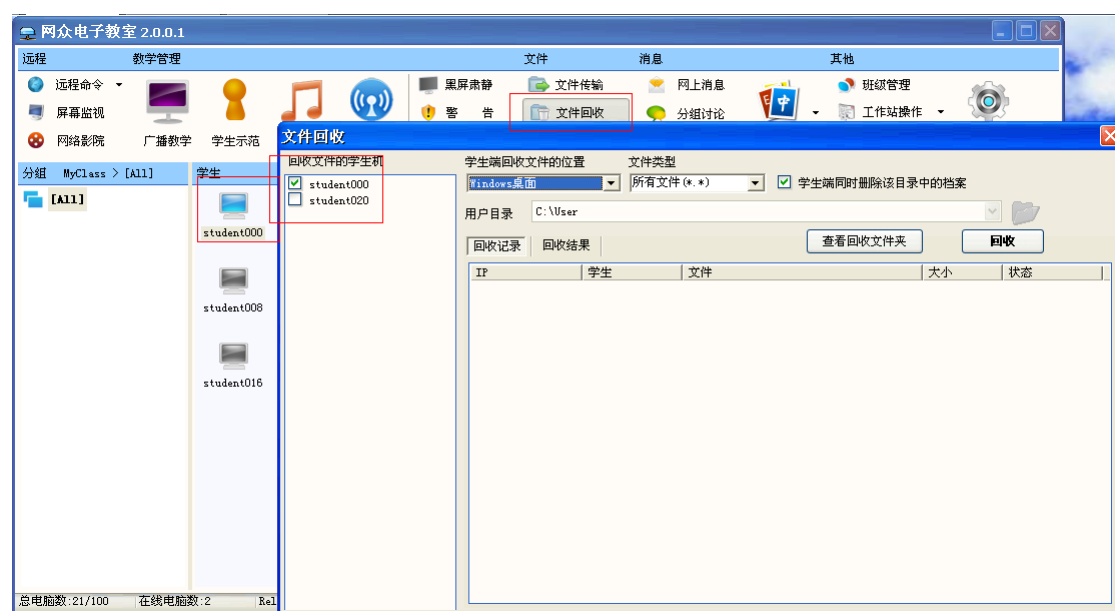 网众电子教室 2.0.0.1
远程 教学管理 文件 消息 其他
远程命令 黑屏肃静 文件传输 网上消息 班级管理
屏幕监视 警 告 文件回收 分组讨论 中 工作站操作
网络影院 广播教学 学生示范
文件回收
分组 MyClass > [All] 学生
[All]
student000
student008
student016
回收文件的学生机
student000
student020
学生端回收文件的位置 文件类型
Windows桌面 所有文件(*.*) 学生端同时删除该目录中的档案
用户目录 C:\User
回收记录 回收结果 查看回收文件夹 回收
IP 学生 文件 大小 状态
总电脑数:21/100 在线电脑数:2 Rel